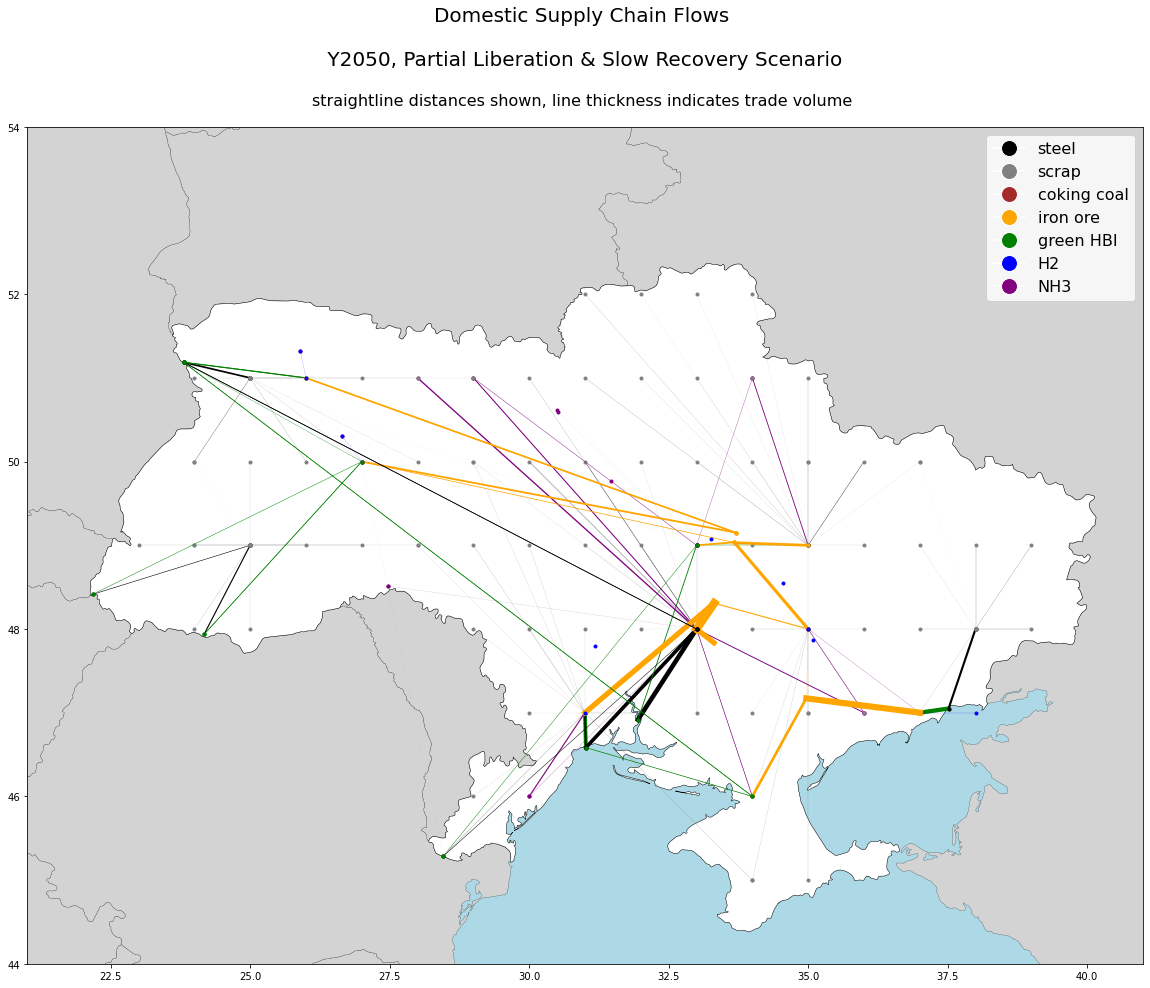 Domestic Supply Chain Flows
Y2050, Partial Liberation & Slow Recovery Scenario
straightline distances shown, line thickness indicates trade volume
54
52
50
48
46
44
steel
scrap
coking coal
iron ore
green HBI
H2
NH3
22.5 25.0 27.5 30.0 32.5 35.0 37.5 40.0